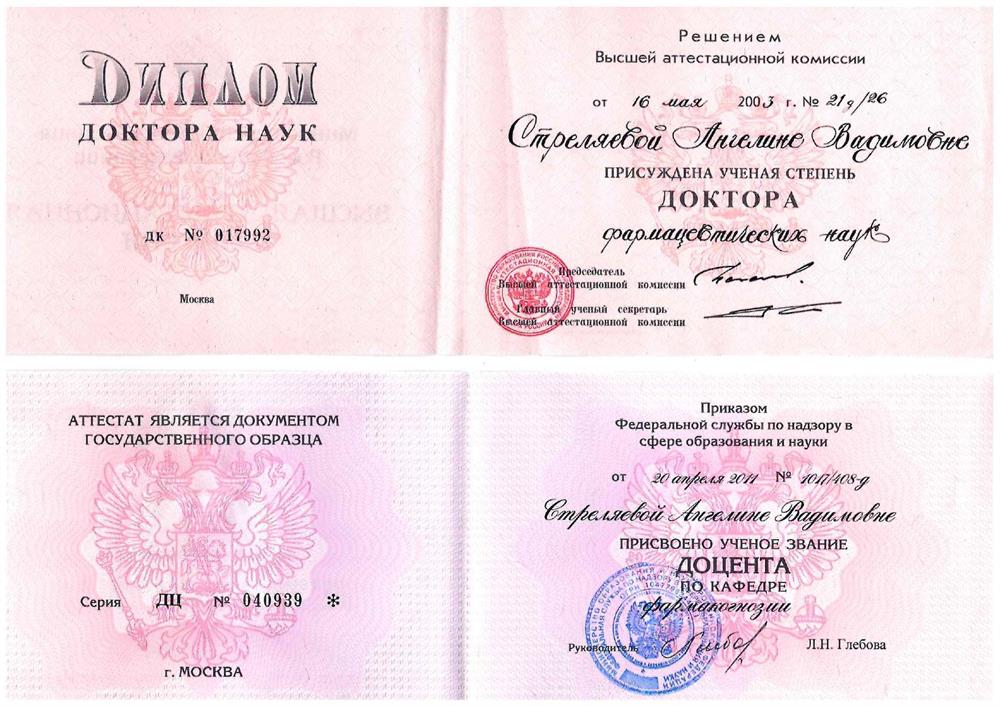 ДИПЛОМ
ДОКТОРА НАУК
ДК № 017992
Москва
Решением
Высшей аттестационной комиссии
от 16 мая 2003 г. № 21д/26
Стреляевой Ангелине Вадимовне
ПРИСУЖДЕНА УЧЕНАЯ СТЕПЕНЬ
ДОКТОРА
фармацевтических наук
Председатель
Высшей аттестационной комиссии
Главный ученый секретарь
Высшей аттестационной комиссии
АТТЕСТАТ ЯВЛЯЕТСЯ ДОКУМЕНТОМ
ГОСУДАРСТВЕННОГО ОБРАЗЦА
Серия ДЦ № 040939 *
г. МОСКВА
Приказом
Федеральной службы по надзору в
сфере образования и науки
от 20 апреля 2011 № 1017/408-д
Стреляевой Ангелине Вадимовне
ПРИСВОЕНО УЧЕНОЕ ЗВАНИЕ
ДОЦЕНТА
ПО КАФЕДРЕ
фармакогнозии
Руководитель Л.Н. Глебова